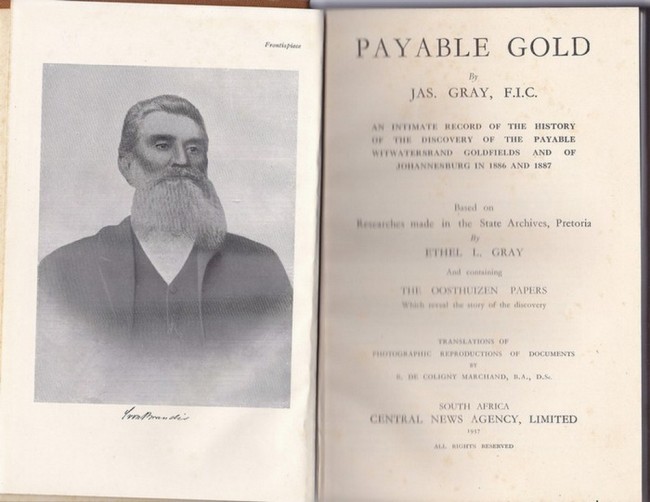 Frontispiece
PAYABLE GOLD
By
JAS. GRAY, F.I.C.
AN INTIMATE RECORD OF THE HISTORY
OF THE DISCOVERY OF THE PAYABLE
WITWATERSRAND GOLDFIELDS AND OF
JOHANNESBURG IN 1886 AND 1887
Based on
Researches made in the State Archives, Pretoria
By
ETHEL L. GRAY
And containing
THE OOSTHUIZEN PAPERS
Which reveal the story of the discovery
TRANSLATIONS OF
PHOTOGRAPHIC REPRODUCTIONS OF DOCUMENTS
BY
DE COLIGNY MARCHAND, B.A., D.Sc.
SOUTH AFRICA
CENTRAL NEWS AGENCY, LIMITED
1937
ALL RIGHTS RESERVED